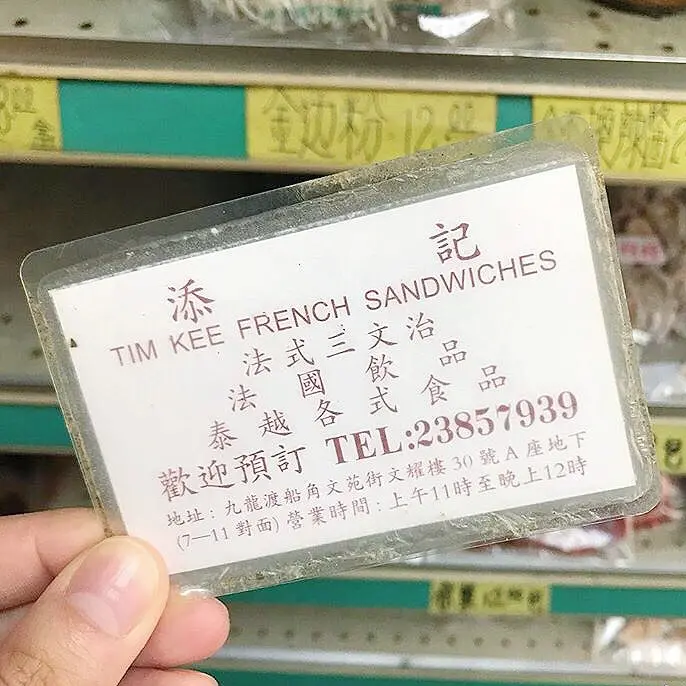 金边粉 12.00
添記
TIM KEE FRENCH SANDWICHES
法式三文治
法國飲品
泰越各式食品
歡迎預訂 TEL:23857939
地址：九龍渡船角文苑街文耀樓30號A座地下
(7—11對面) 營業時間：上午11時至晚上12時